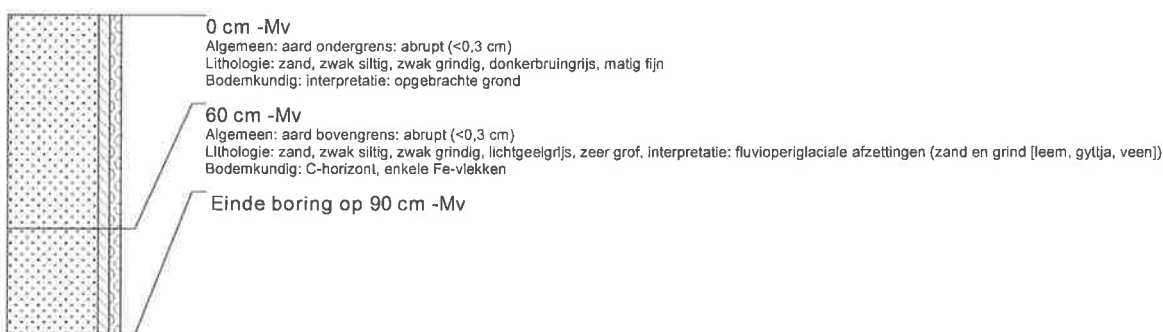 0 cm -Mv
Algemeen: aard ondergrens: abrupt (<0,3 cm)
Lithologie: zand, zwak siltig, zwak grindig, donkerbruingrijs, matig fijn
Bodemkundig: interpretatie: opgebrachte grond
60 cm -Mv
Algemeen: aard bovengrens: abrupt (<0,3 cm)
Lithologie: zand, zwak siltig, zwak grindig, lichtgeelgrijs, zeer grof, interpretatie: fluvioperiglaciale afzettingen (zand en grind [leem, gyttja, veen])
Bodemkundig: C-horizont, enkele Fe-vlekken
Einde boring op 90 cm -Mv